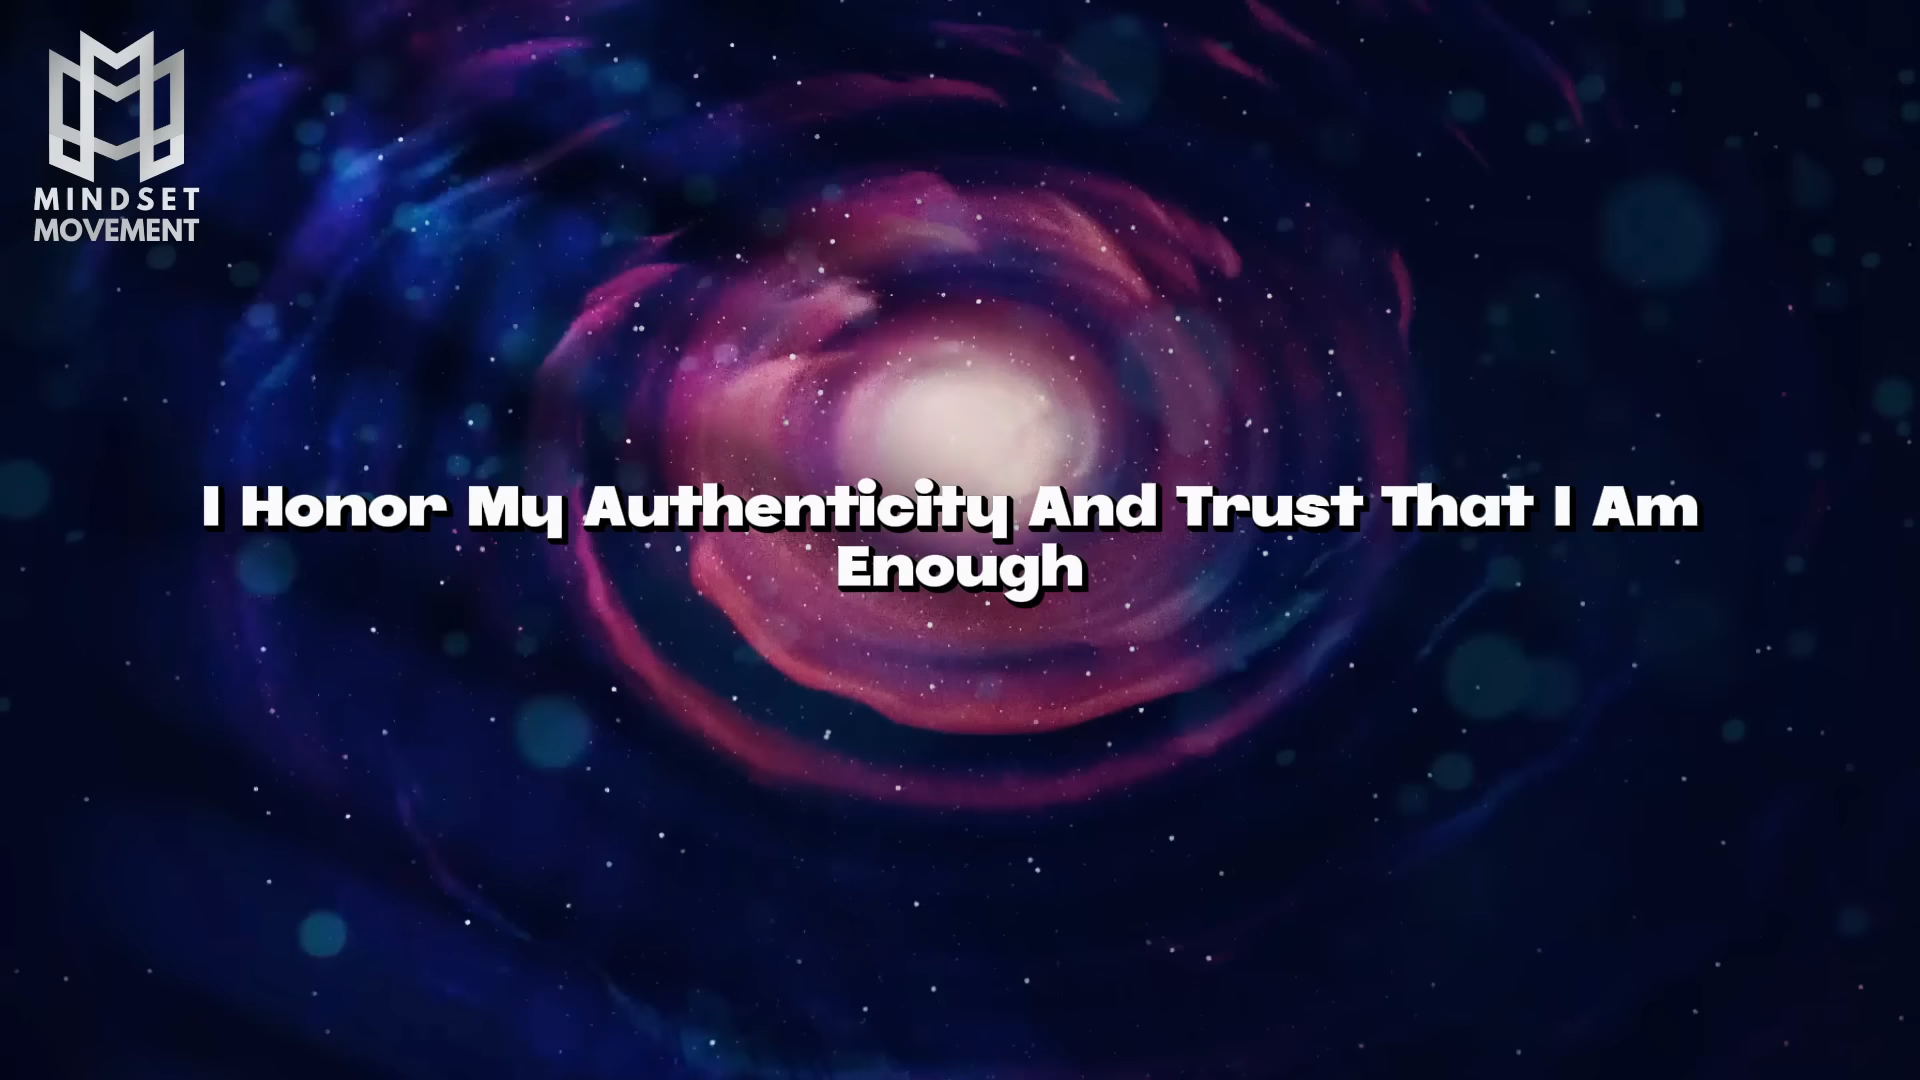 MINDSET
MOVEMENT
I Honor My Authenticity And Trust That I Am
Enough